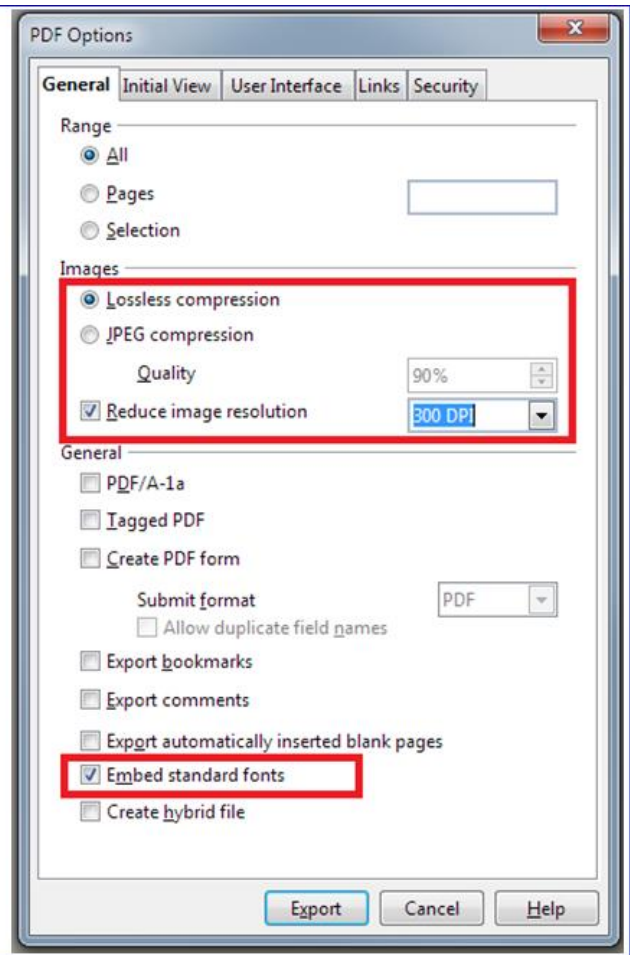 PDF Options
General Initial View User Interface Links Security
Range
All
Pages
Selection
Images
Lossless compression
JPEG compression
Quality 90%
Reduce image resolution 300 DPI
General
PDF/A-1a
Tagged PDF
Create PDF form
Submit format PDF
Allow duplicate field names
Export bookmarks
Export comments
Export automatically inserted blank pages
Embed standard fonts
Create hybrid file
Export Cancel Help